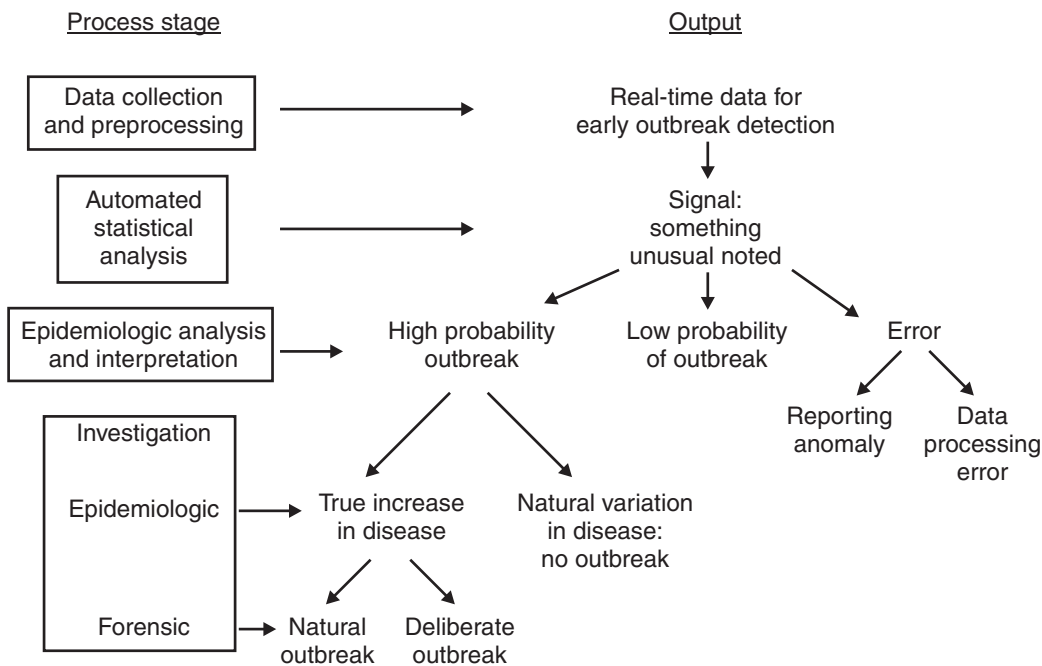 Process stage
Output
Data collection
and preprocessing
Real-time data for
early outbreak detection
Automated
statistical
analysis
Signal:
something
unusual noted
Epidemiologic analysis
and interpretation
High probability
outbreak
Low probability
of outbreak
Error
Reporting
anomaly
Data
processing
error
Investigation
Epidemiologic
True increase
in disease
Natural variation
in disease:
no outbreak
Forensic
Natural
outbreak
Deliberate
outbreak